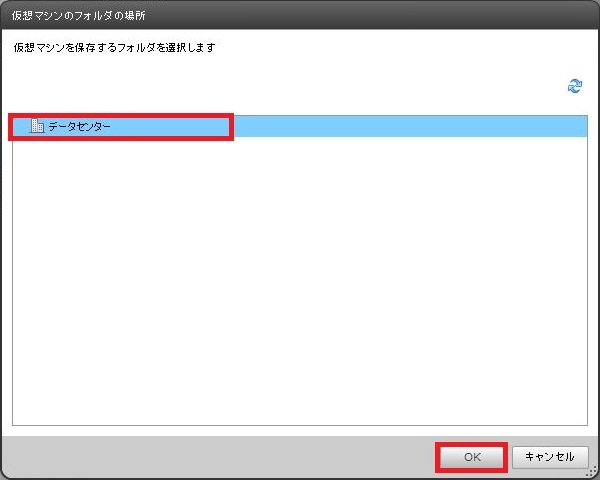 仮想マシンのフォルダの場所
仮想マシンを保存するフォルダを選択します
データセンター
OK
キャンセル